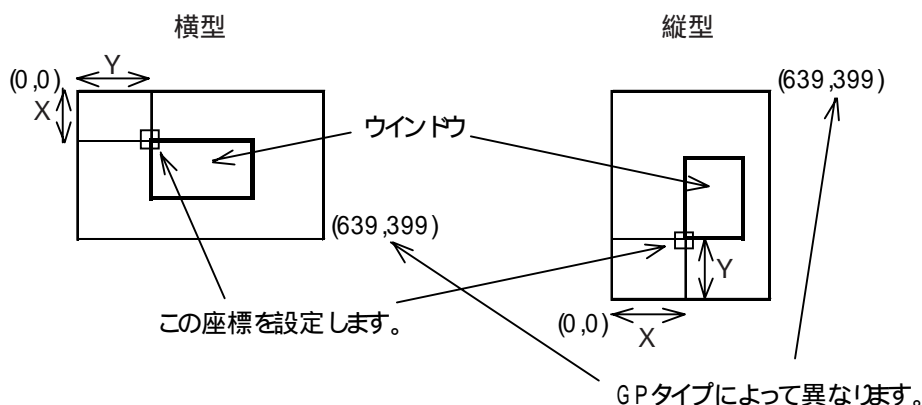 横型
縦型
Y
(0,0)
X
(639,399)
ウインドウ
(639,399)
Y
この座標を設定します。
(0,0)
X
GPタイプによって異なります。